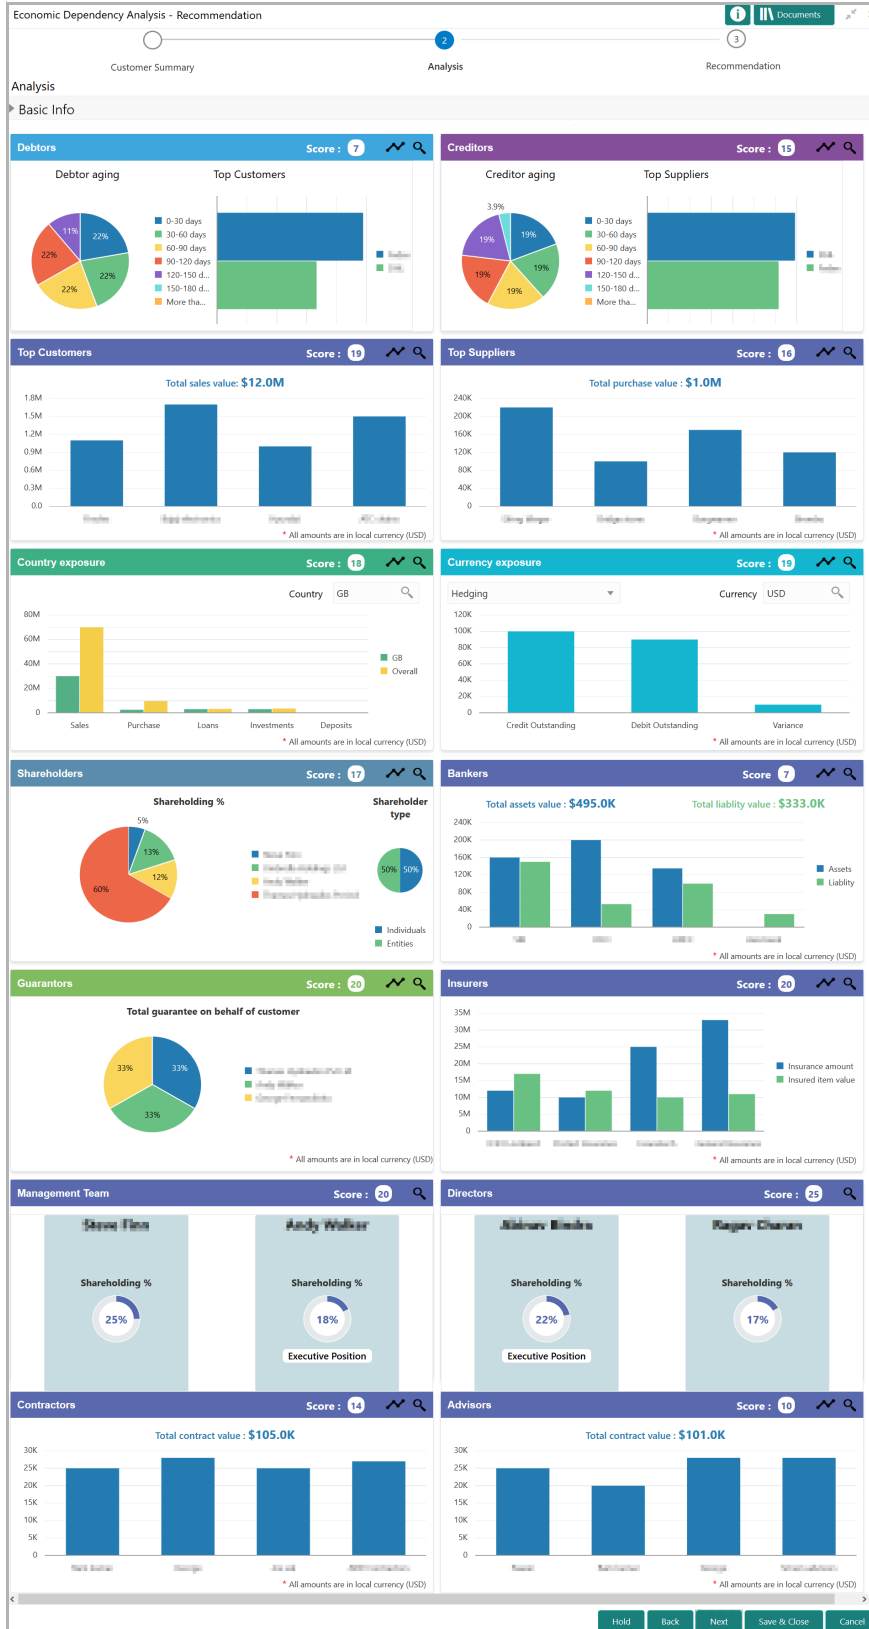 Economic Dependency Analysis - Recommendation
i Documents
2 3
Customer Summary Analysis Recommendation
Analysis
Basic Info
Debtors Score : 7
Debtor aging Top Customers
11% 22% 22% 22% 22%
0-30 days
30-60 days
60-90 days
90-120 days
120-150 d...
150-180 d...
More tha...
Creditors Score : 15
Creditor aging Top Suppliers
3.9% 19% 19% 19% 19% 19%
0-30 days
30-60 days
60-90 days
90-120 days
120-150 d...
150-180 d...
More tha...
Top Customers Score : 19
Total sales value: $12.0M
1.8M
1.5M
1.2M
0.9M
0.6M
0.3M
0.0
* All amounts are in local currency (USD)
Top Suppliers Score : 16
Total purchase value : $1.0M
240K
200K
160K
120K
80K
40K
0
* All amounts are in local currency (USD)
Country exposure Score : 18
Country GB
80M
60M
40M
20M
0
Sales Purchase Loans Investments Deposits
GB
Overall
* All amounts are in local currency (USD)
Currency exposure Score : 19
Hedging Currency USD
120K
100K
80K
60K
40K
20K
0
Credit Outstanding Debit Outstanding Variance
* All amounts are in local currency (USD)
Shareholders Score : 17
Shareholding % Shareholder
type
5%
13%
12%
60%
50% 50%
Individuals
Entities
Bankers Score 7
Total assets value : $495.0K Total liablity value : $333.0K
240K
200K
160K
120K
80K
40K
0
Assets
Liablity
* All amounts are in local currency (USD)
Guarantors Score : 20
Total guarantee on behalf of customer
33% 33%
33%
* All amounts are in local currency (USD)
Insurers Score : 20
35M
30M
25M
20M
15M
10M
5M
0
Insurance amount
Insured item value
* All amounts are in local currency (USD)
Management Team Score : 20
Steve Finn Andy Walker
Shareholding % Shareholding %
25% 18%
Executive Position
Directors Score : 25
Shareholding % Shareholding %
22% 17%
Executive Position
Contractors Score : 14
Total contract value : $105.0K
30K
25K
20K
15K
10K
5K
0
* All amounts are in local currency (USD)
Advisors Score : 10
Total contract value : $101.0K
30K
25K
20K
15K
10K
5K
0
* All amounts are in local currency (USD)
Hold Back Next Save & Close Cancel